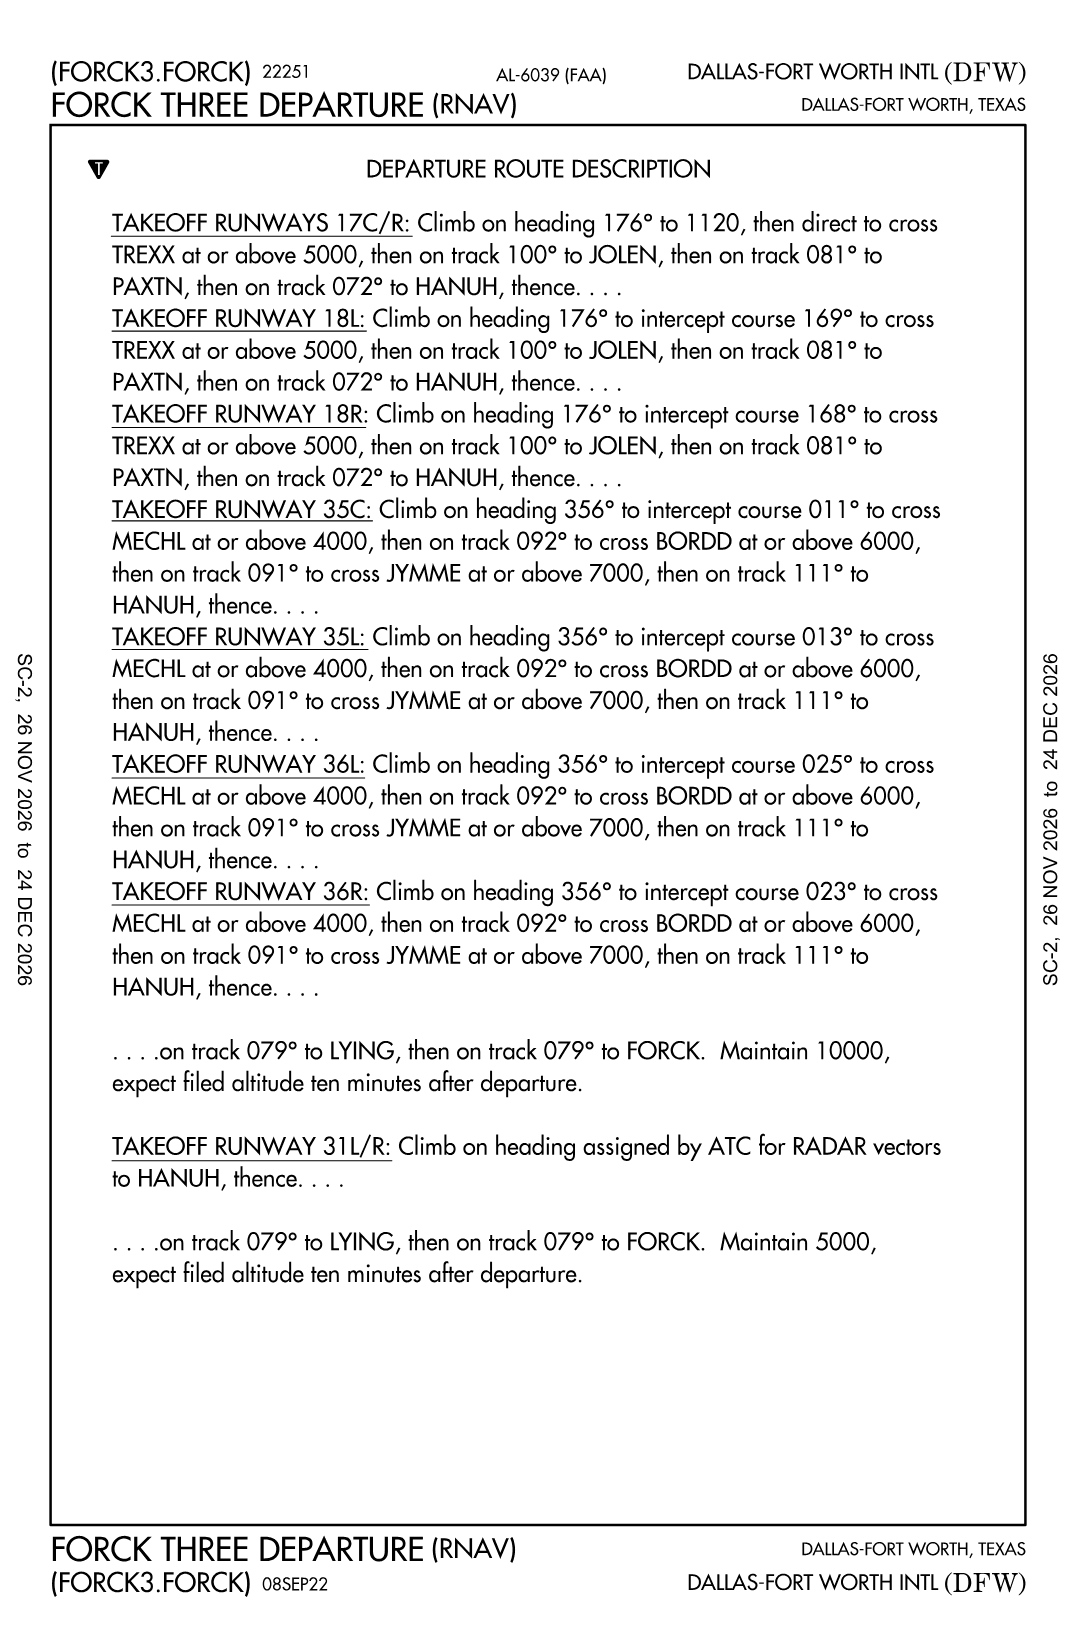 (FORCK3.FORCK) 22251
AL-6039 (FAA)
DALLAS-FORT WORTH INTL (DFW)
FORCK THREE DEPARTURE (RNAV)
DALLAS-FORT WORTH, TEXAS
T
DEPARTURE ROUTE DESCRIPTION
TAKEOFF RUNWAYS 17C/R: Climb on heading 176° to 1120, then direct to cross
TREXX at or above 5000, then on track 100° to JOLEN, then on track 081° to
PAXTN, then on track 072° to HANUH, thence. . . .
TAKEOFF RUNWAY 18L: Climb on heading 176° to intercept course 169° to cross
TREXX at or above 5000, then on track 100° to JOLEN, then on track 081° to
PAXTN, then on track 072° to HANUH, thence. . . .
TAKEOFF RUNWAY 18R: Climb on heading 176° to intercept course 168° to cross
TREXX at or above 5000, then on track 100° to JOLEN, then on track 081° to
PAXTN, then on track 072° to HANUH, thence. . . .
TAKEOFF RUNWAY 35C: Climb on heading 356° to intercept course 011° to cross
MECHL at or above 4000, then on track 092° to cross BORDD at or above 6000,
then on track 091° to cross JYMME at or above 7000, then on track 111° to
HANUH, thence. . . .
TAKEOFF RUNWAY 35L: Climb on heading 356° to intercept course 013° to cross
MECHL at or above 4000, then on track 092° to cross BORDD at or above 6000,
then on track 091° to cross JYMME at or above 7000, then on track 111° to
HANUH, thence. . . .
TAKEOFF RUNWAY 36L: Climb on heading 356° to intercept course 025° to cross
MECHL at or above 4000, then on track 092° to cross BORDD at or above 6000,
then on track 091° to cross JYMME at or above 7000, then on track 111° to
HANUH, thence. . . .
TAKEOFF RUNWAY 36R: Climb on heading 356° to intercept course 023° to cross
MECHL at or above 4000, then on track 092° to cross BORDD at or above 6000,
then on track 091° to cross JYMME at or above 7000, then on track 111° to
HANUH, thence. . . .
. . . .on track 079° to LYING, then on track 079° to FORCK. Maintain 10000,
expect filed altitude ten minutes after departure.
TAKEOFF RUNWAY 31L/R: Climb on heading assigned by ATC for RADAR vectors
to HANUH, thence. . . .
. . . .on track 079° to LYING, then on track 079° to FORCK. Maintain 5000,
expect filed altitude ten minutes after departure.
SC-2, 26 NOV 2026 to 24 DEC 2026
SC-2, 26 NOV 2026 to 24 DEC 2026
FORCK THREE DEPARTURE (RNAV)
DALLAS-FORT WORTH, TEXAS
(FORCK3.FORCK) 08SEP22
DALLAS-FORT WORTH INTL (DFW)